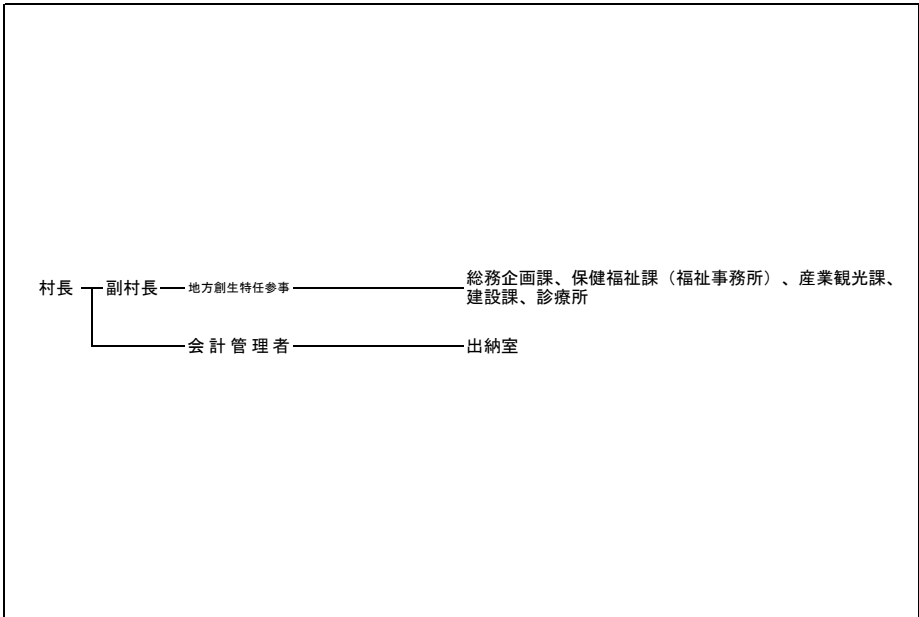 村長 副村長 地方創生特任参事 総務企画課、保健福祉課（福祉事務所）、産業観光課、
建設課、診療所
会計管理者 出納室